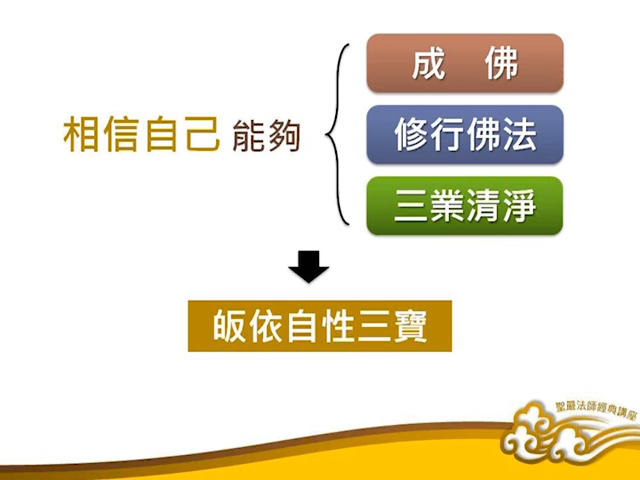 成 佛
相信自己 能夠
修行佛法
三業清淨
皈依自性三寶
聖嚴法師經典講座